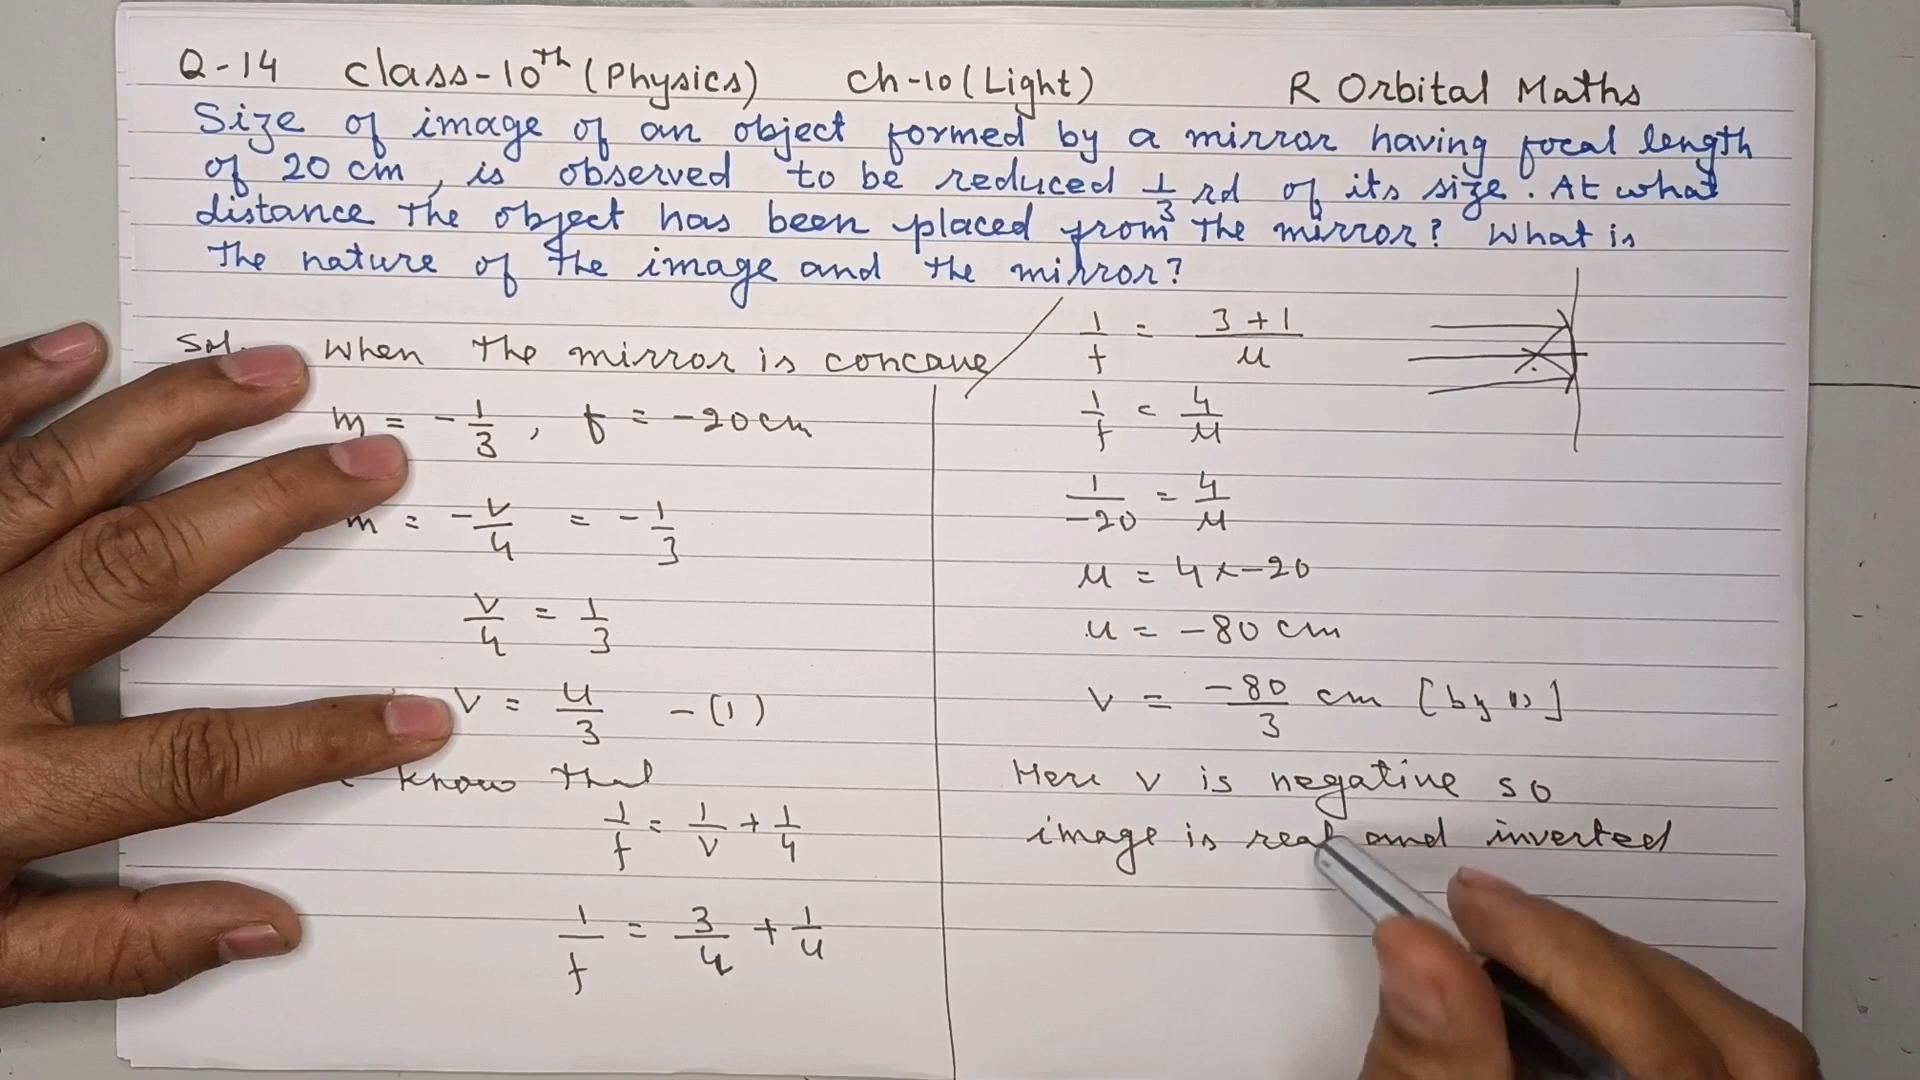 Q-14 Class-10th (Physics) Ch-10 (Light) R Orbital Maths
Size of image of an object formed by a mirror having focal length
of 20 cm, is observed to be reduced 1/3 rd of its size. At what
distance the object has been placed from the mirror? What is
the nature of the image and the mirror?
Sol. when the mirror is concave
m = -1/3, f = -20cm
m = -v/u = -1/3
v/u = 1/3
v = u/3 -(1)
know that
1/f = 1/v + 1/u
1/f = 3/u + 1/u
1/f = 3+1/u
1/f = 4/u
1/-20 = 4/u
u = 4×-20
u = -80 cm
v = -80/3 cm [by (1)]
Here v is negative so
image is real and inverted